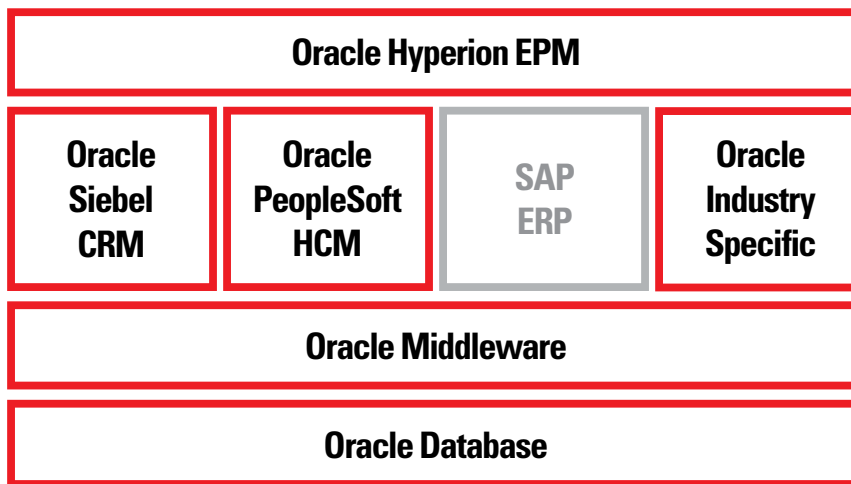 Oracle Hyperion EPM
Oracle
Siebel
CRM
Oracle
PeopleSoft
HCM
SAP
ERP
Oracle
Industry
Specific
Oracle Middleware
Oracle Database